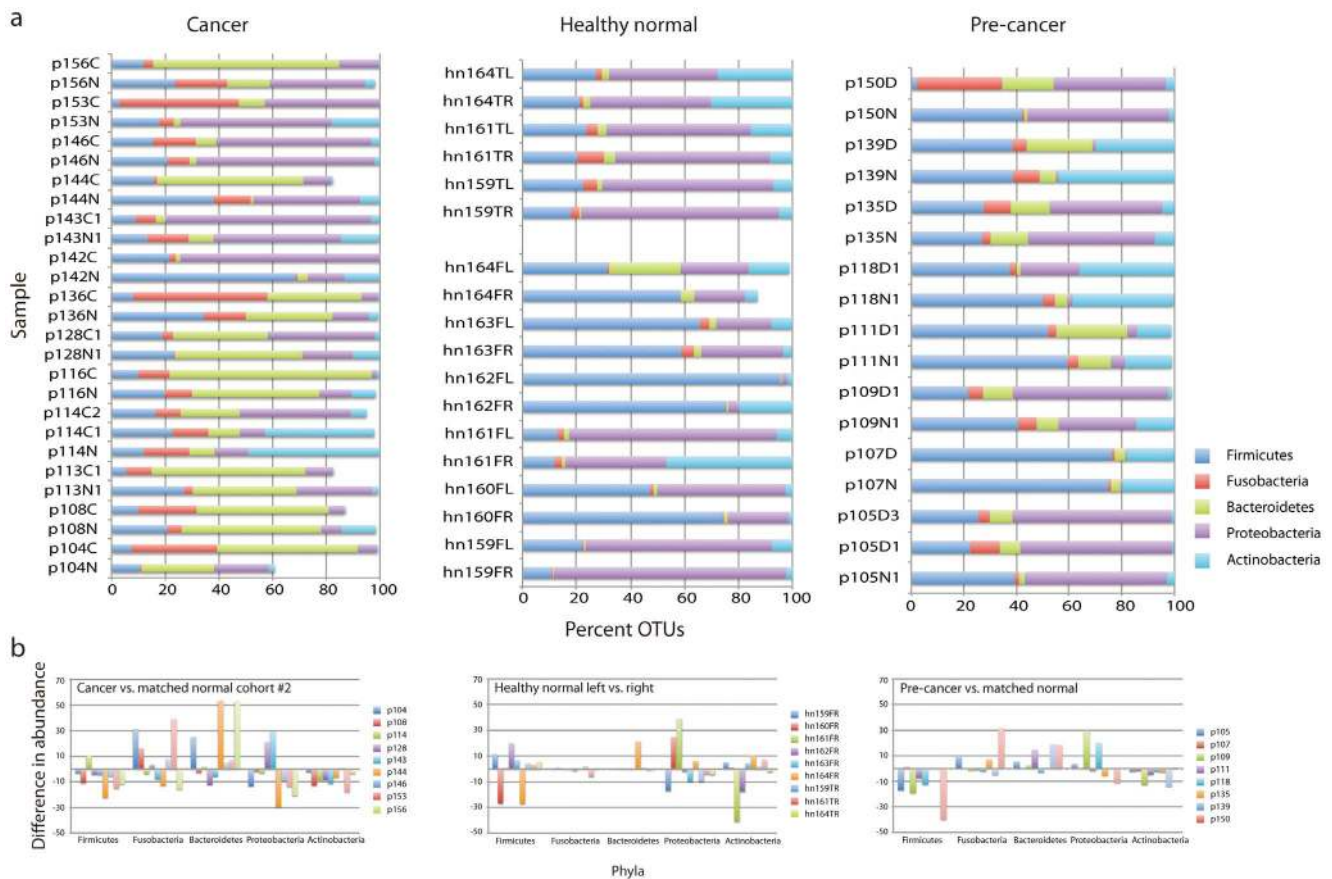 a
Cancer
Healthy normal
Pre-cancer
Sample
p156C
p156N
p153C
p153N
p146C
p146N
p144C
p144N
p143C1
p143N1
p142C
p142N
p136C
p136N
p128C1
p128N1
p116C
p116N
p114C2
p114C1
p114N
p113C1
p113N1
p108C
p108N
p104C
p104N
0 20 40 60 80 100
hn164TL
hn164TR
hn161TL
hn161TR
hn159TL
hn159TR
hn164FL
hn164FR
hn163FL
hn163FR
hn162FL
hn162FR
hn161FL
hn161FR
hn160FL
hn160FR
hn159FL
hn159FR
0 20 40 60 80 100
p150D
p150N
p139D
p139N
p135D
p135N
p118D1
p118N1
p111D1
p111N1
p109D1
p109N1
p107D
p107N
p105D3
p105D1
p105N1
0 20 40 60 80 100
Firmicutes
Fusobacteria
Bacteroidetes
Proteobacteria
Actinobacteria
Percent OTUs
b
Difference in abundance
Cancer vs. matched normal cohort #2
70
50
30
10
-10
-30
-50
Firmicutes Fusobacteria Bacteroidetes Proteobacteria Actinobacteria
p104
p108
p114
p128
p143
p144
p146
p153
p156
Healthy normal left vs. right
70
50
30
10
-10
-30
-50
Firmicutes Fusobacteria Bacteroidetes Proteobacteria Actinobacteria
hn159FR
hn160FR
hn161FR
hn162FR
hn163FR
hn164FR
hn159TR
hn161TR
hn164TR
Pre-cancer vs. matched normal
70
50
30
10
-10
-30
-50
Firmicutes Fusobacteria Bacteroidetes Proteobacteria Actinobacteria
p105
p107
p109
p111
p118
p135
p139
p150
Phyla